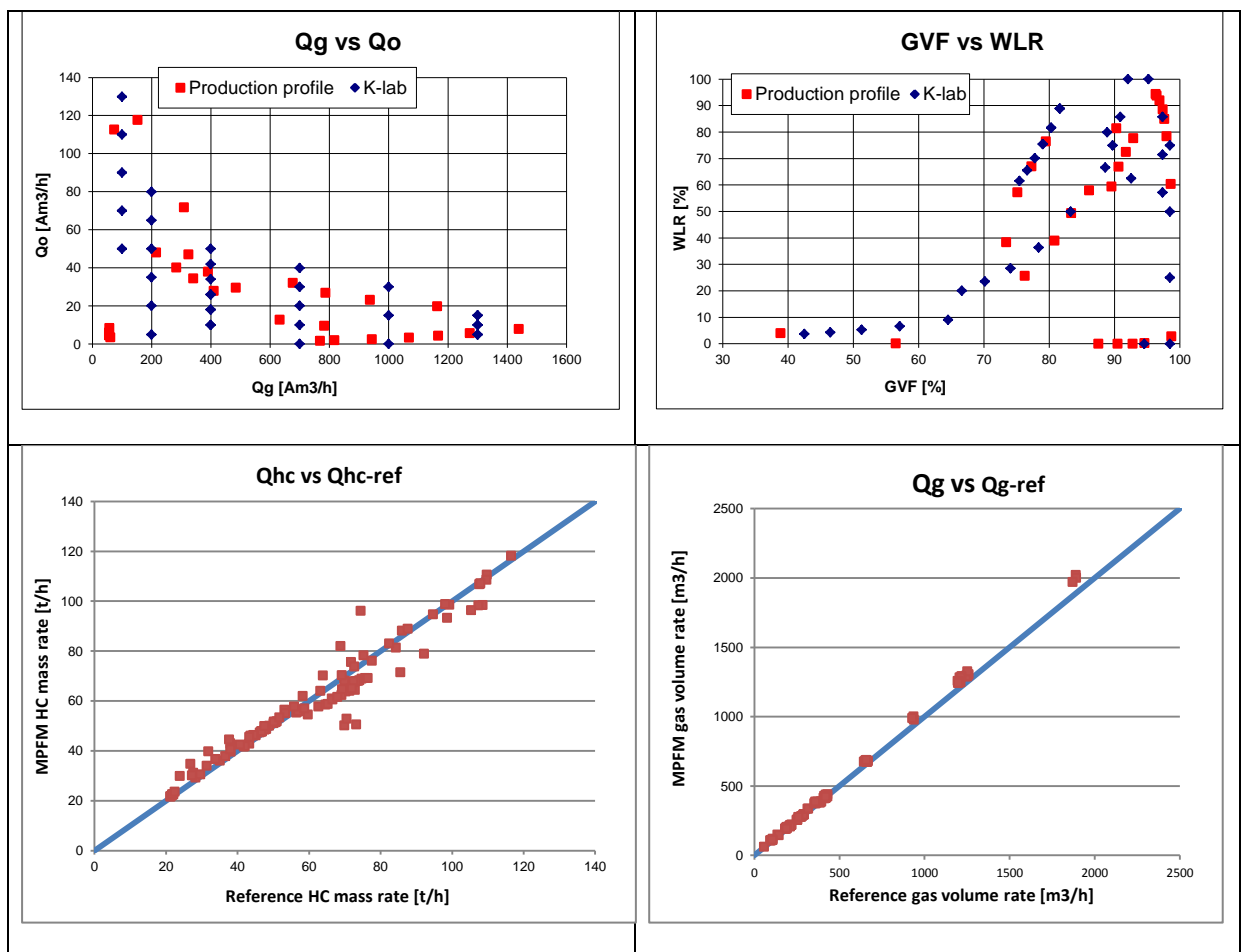 Qg vs Qo
Production profile K-lab
Qo [Am3/h]
140
120
100
80
60
40
20
0
0 200 400 600 800 1000 1200 1400 1600
Qg [Am3/h]
GVF vs WLR
Production profile K-lab
WLR [%]
100
90
80
70
60
50
40
30
20
10
0
30 40 50 60 70 80 90 100
GVF [%]
Qhc vs Qhc-ref
MPFM HC mass rate [t/h]
140
120
100
80
60
40
20
0
0 20 40 60 80 100 120 140
Reference HC mass rate [t/h]
Qg vs Qg-ref
MPFM gas volume rate [m3/h]
2500
2000
1500
1000
500
0
0 500 1000 1500 2000 2500
Reference gas volume rate [m3/h]